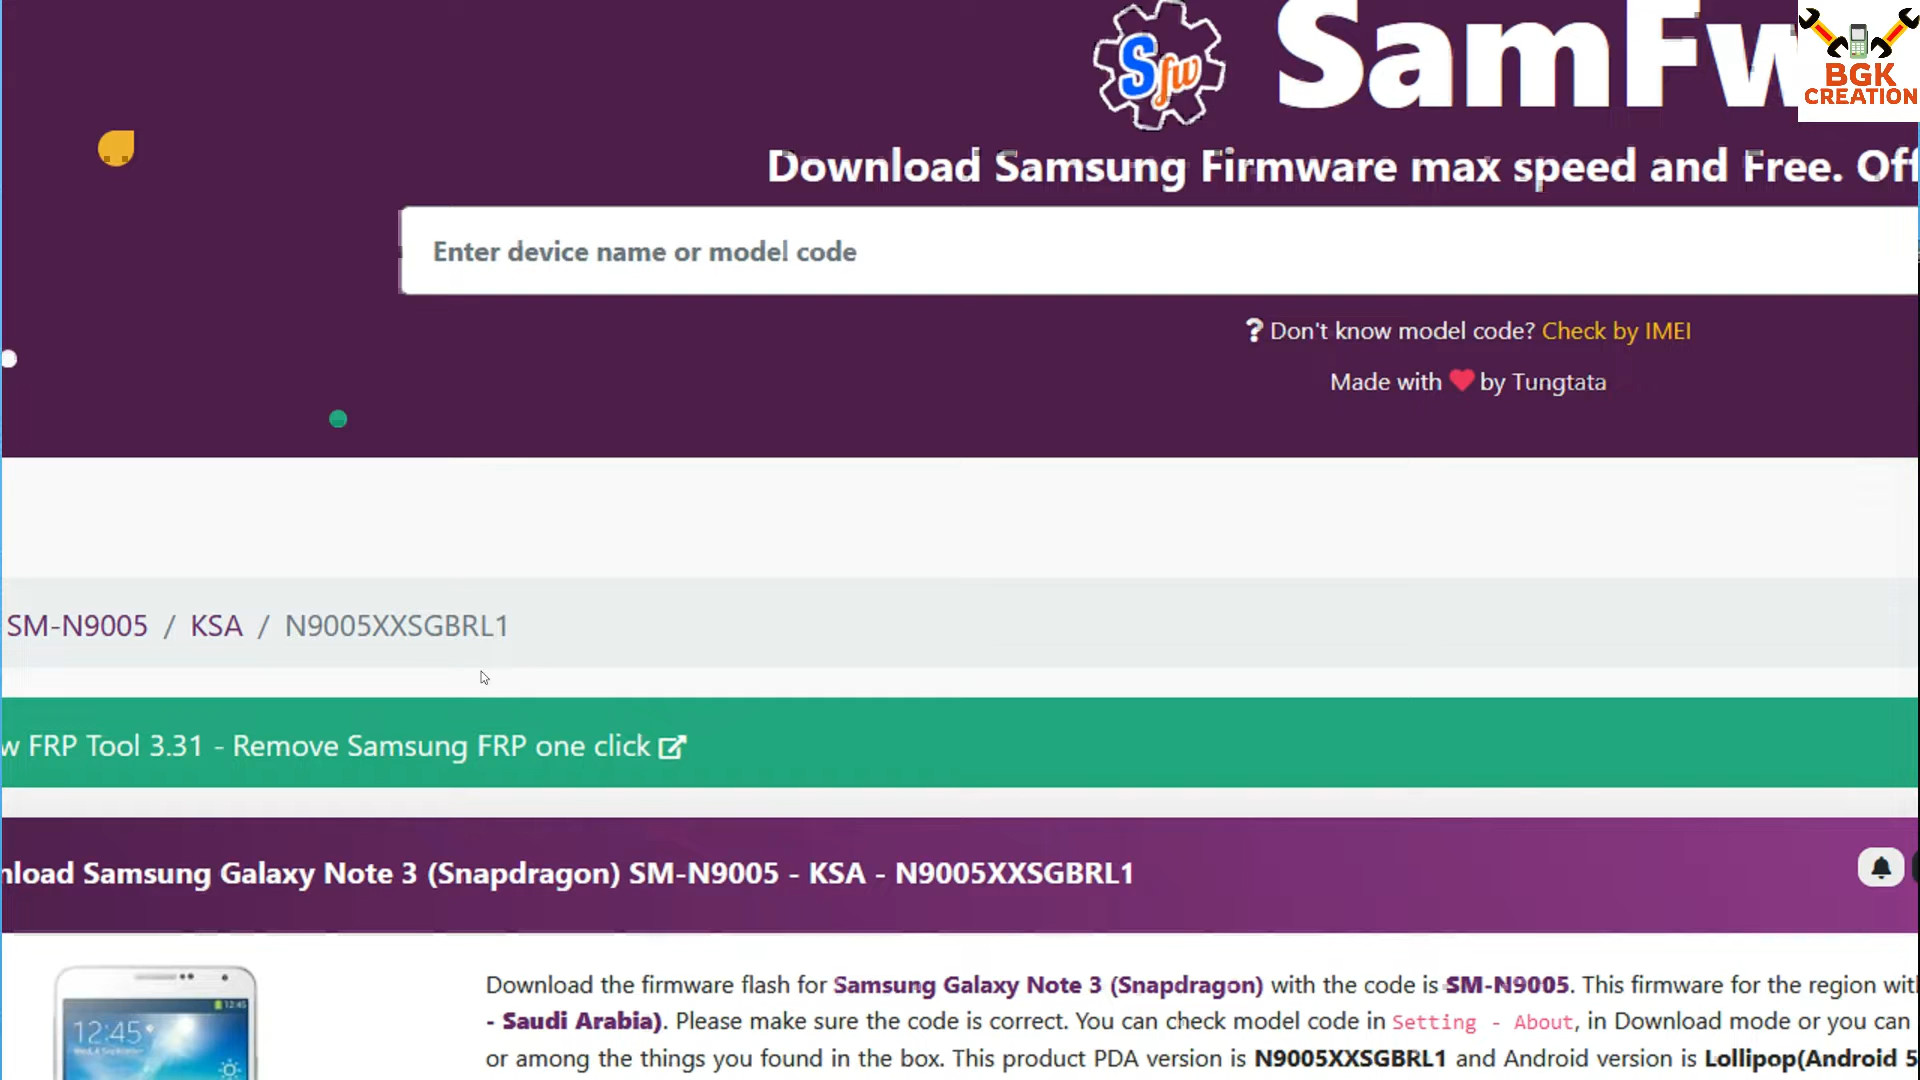 Sfw
SamFw
BGK
CREATION
Download Samsung Firmware max speed and Free. Off
Enter device name or model code
? Don't know model code? Check by IMEI
Made with ❤ by Tungtata
SM-N9005 / KSA / N9005XXSGBRL1
w FRP Tool 3.31 - Remove Samsung FRP one click
nload Samsung Galaxy Note 3 (Snapdragon) SM-N9005 - KSA - N9005XXSGBRL1
12:45
12:45
Download the firmware flash for Samsung Galaxy Note 3 (Snapdragon) with the code is SM-N9005. This firmware for the region wit
- Saudi Arabia). Please make sure the code is correct. You can check model code in Setting - About, in Download mode or you can
or among the things you found in the box. This product PDA version is N9005XXSGBRL1 and Android version is Lollipop(Android 5